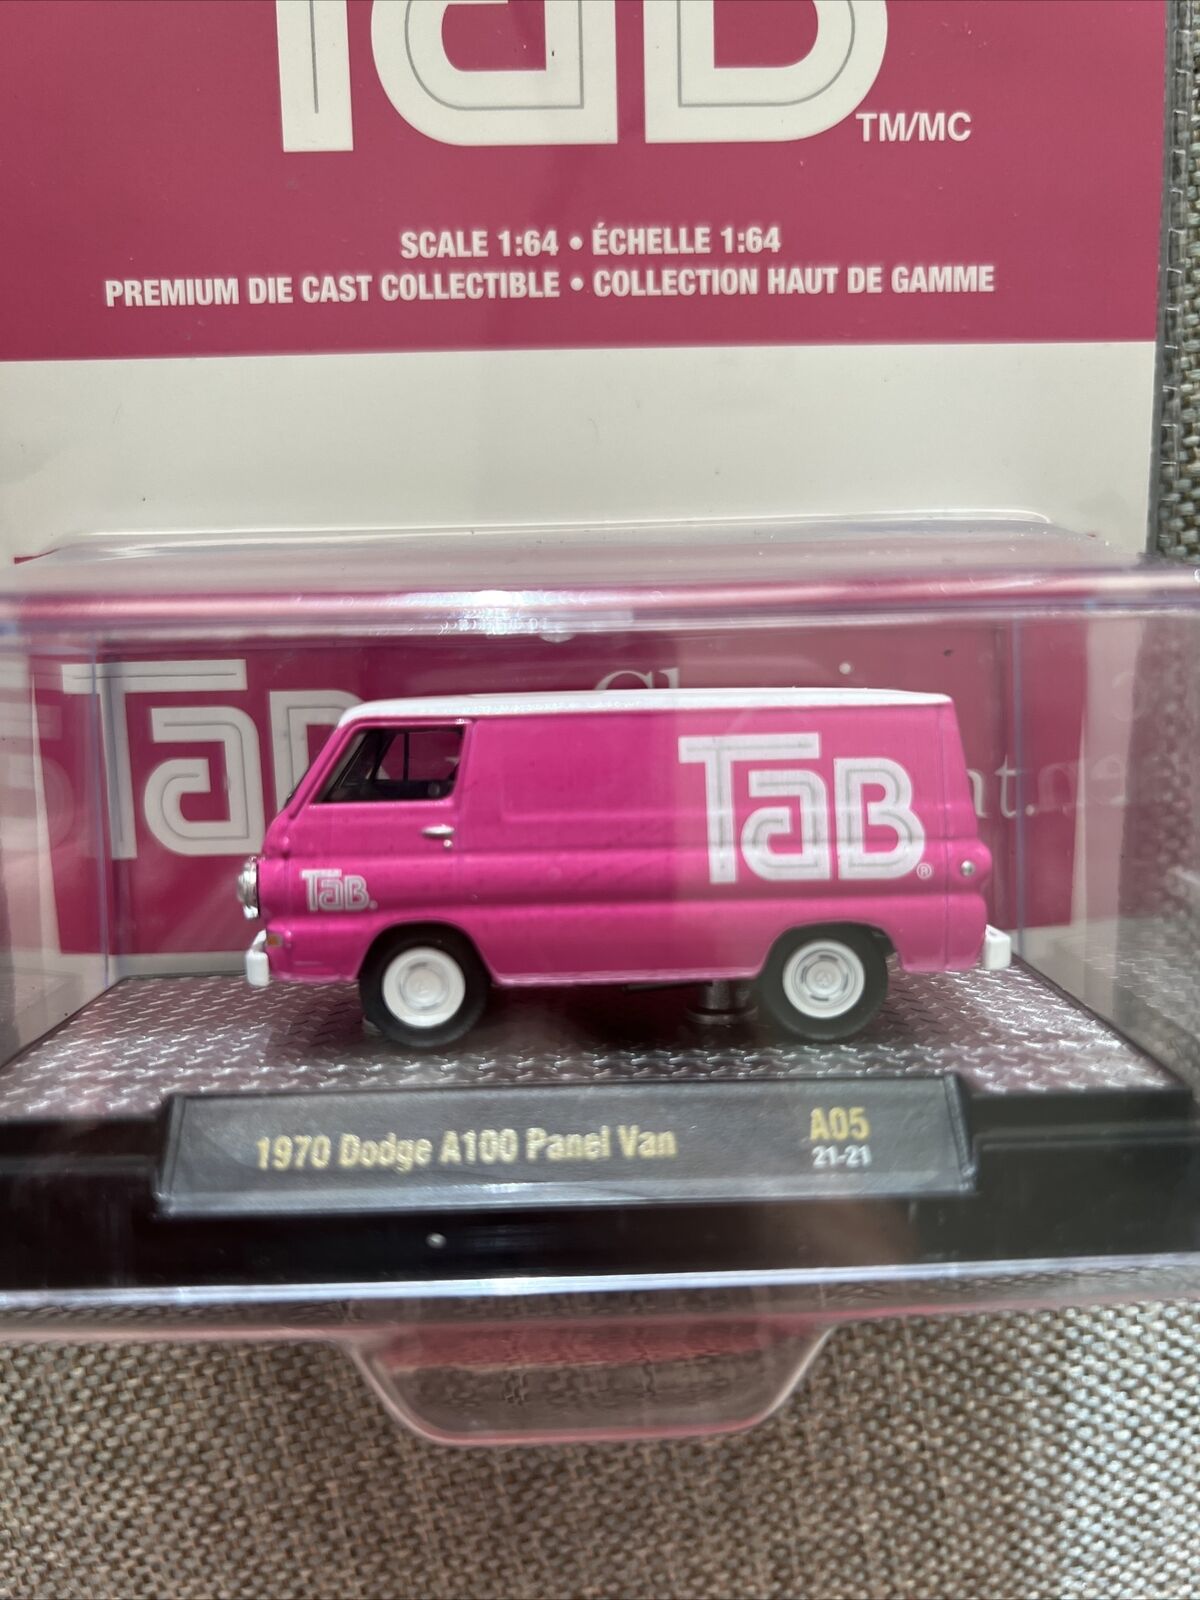 TaB
TM/MC
SCALE 1:64 • ÉCHELLE 1:64
PREMIUM DIE CAST COLLECTIBLE • COLLECTION HAUT DE GAMME
TaB
TaB®
TaB
1970 Dodge A100 Panel Van
A05
21-21